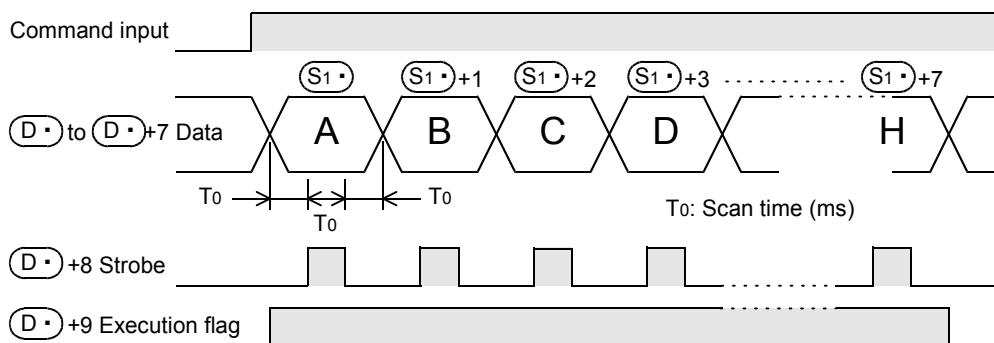 Command input
S1・ S1・+1 S1・+2 S1・+3 S1・+7
D・ to D・+7 Data A B C D H
T0 T0
T0
T0: Scan time (ms)
D・ +8 Strobe
D・ +9 Execution flag